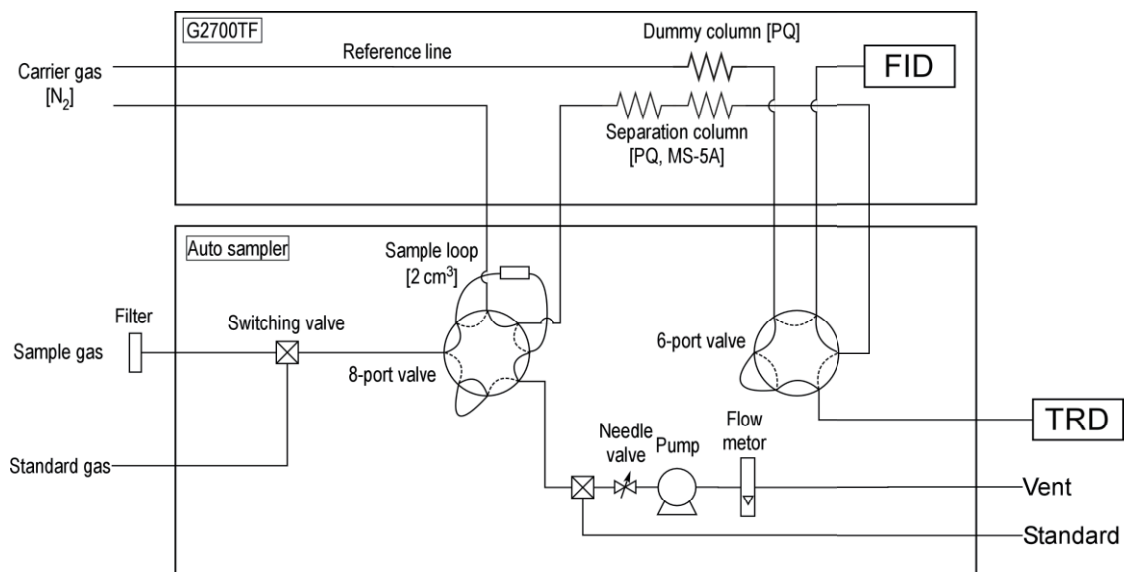 G2700TF
Dummy column [PQ]
Reference line
FID
Carrier gas
[N₂]
Separation column
[PQ, MS-5A]
Auto sampler
Sample loop
[2 cm³]
Filter
Switching valve
Sample gas
6-port valve
8-port valve
TRD
Needle
valve
Pump
Flow
metor
Standard gas
Vent
Standard